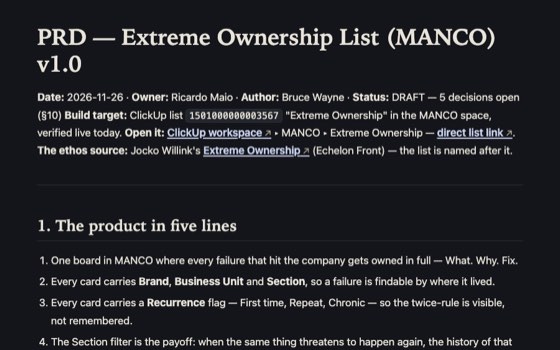 PRD — Extreme Ownership List (MANCO)
v1.0
Date: 2026-11-26 · Owner: Ricardo Maio · Author: Bruce Wayne · Status: DRAFT — 5 decisions open
(§10) Build target: ClickUp list 1501000000003567 "Extreme Ownership" in the MANCO space,
verified live today. Open it: ClickUp workspace ↗ ▸ MANCO ▸ Extreme Ownership — direct list link ↗.
The ethos source: Jocko Willink's Extreme Ownership ↗ (Echelon Front) — the list is named after it.
1. The product in five lines
1. One board in MANCO where every failure that hit the company gets owned in full — What. Why. Fix.
2. Every card carries Brand, Business Unit and Section, so a failure is findable by where it lived.
3. Every card carries a Recurrence flag — First time, Repeat, Chronic — so the twice-rule is visible,
not remembered.
4. The Section filter is the payoff: when the same thing threatens to happen again, the history of that